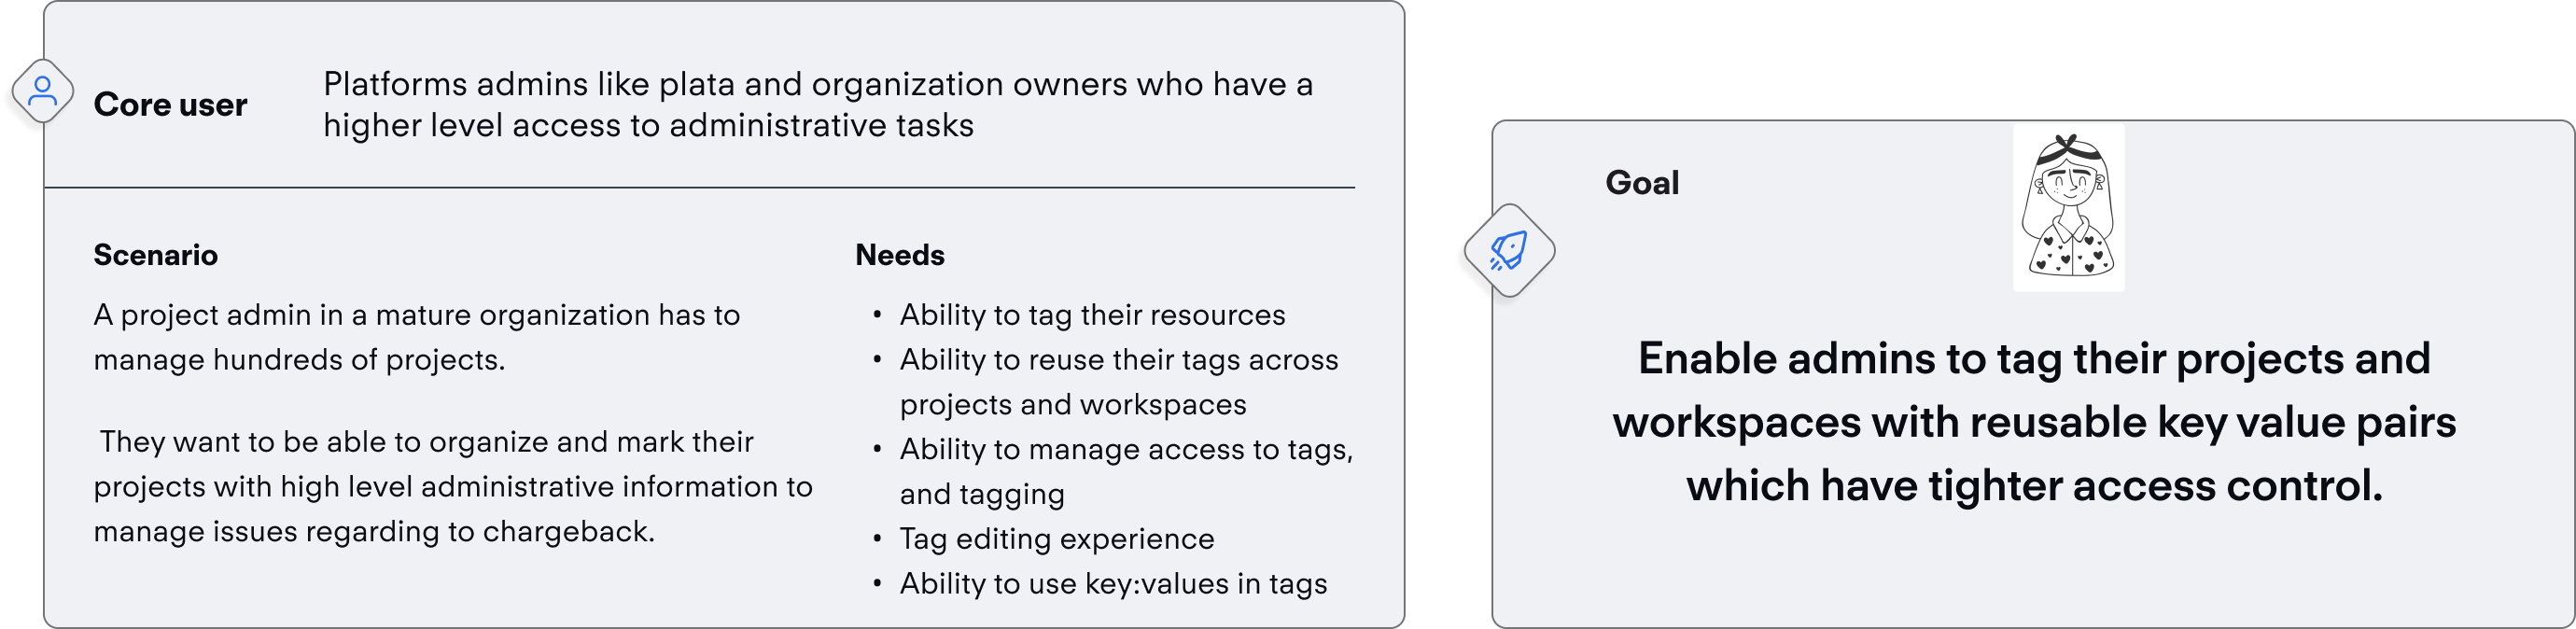 Core user
Platforms admins like plata and organization owners who have a
higher level access to administrative tasks
Scenario
A project admin in a mature organization has to
manage hundreds of projects.
They want to be able to organize and mark their
projects with high level administrative information to
manage issues regarding to chargeback.
Needs
• Ability to tag their resources
• Ability to reuse their tags across
projects and workspaces
• Ability to manage access to tags,
and tagging
• Tag editing experience
• Ability to use key:values in tags
Goal
Enable admins to tag their projects and
workspaces with reusable key value pairs
which have tighter access control.